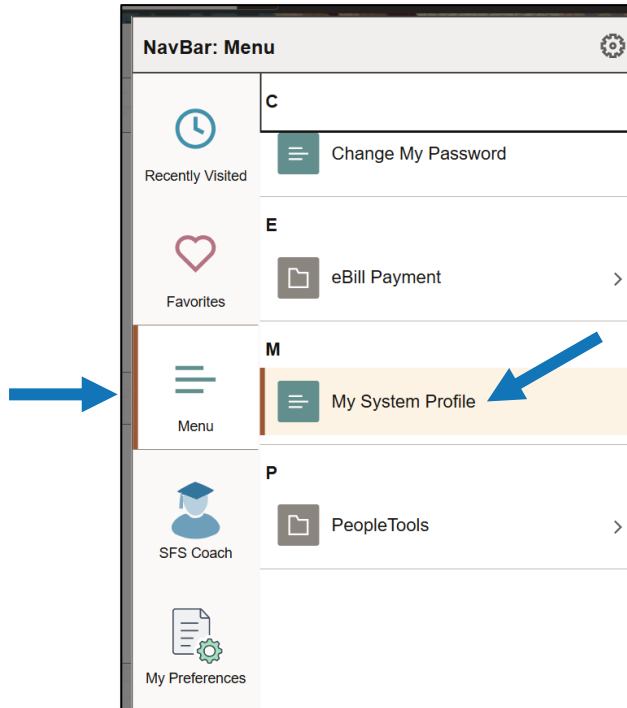 NavBar: Menu
Recently Visited
Favorites
Menu
SFS Coach
My Preferences
C
Change My Password
E
eBill Payment
M
My System Profile
P
PeopleTools